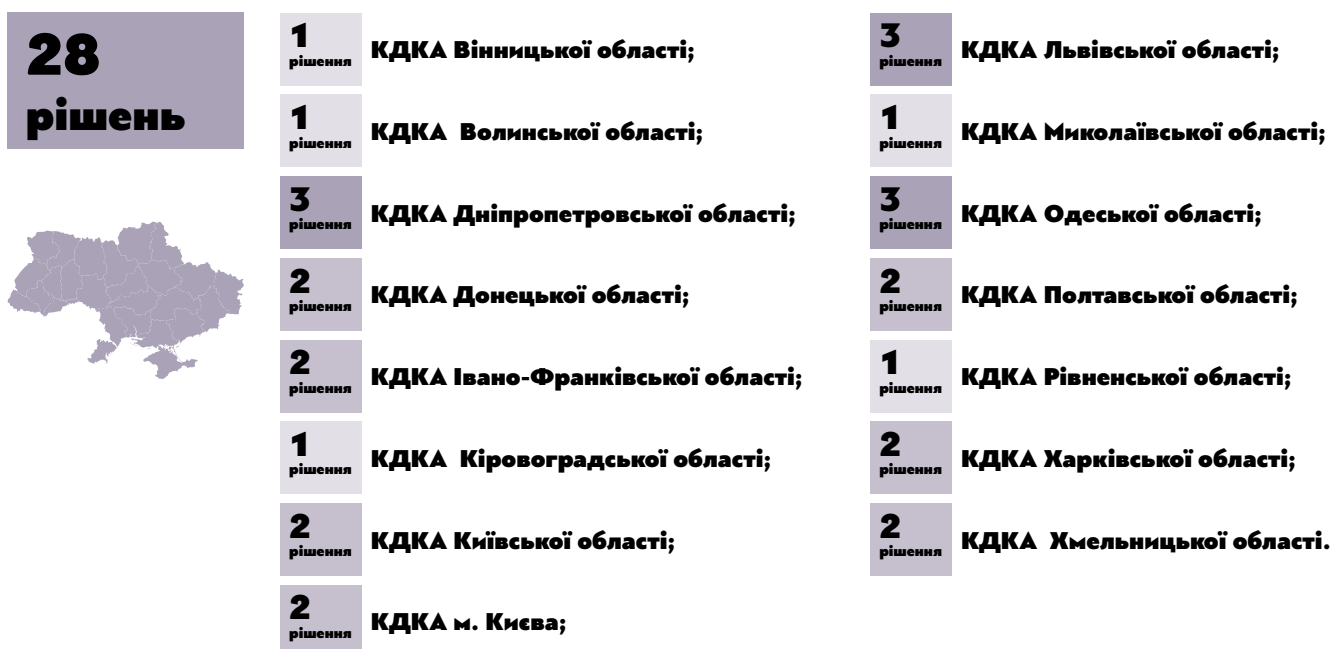 28
рішень
1
рішення
КДКА Вінницької області;
1
рішення
КДКА Волинської області;
3
рішення
КДКА Дніпропетровської області;
2
рішення
КДКА Донецької області;
2
рішення
КДКА Івано-Франківської області;
1
рішення
КДКА Кіровоградської області;
2
рішення
КДКА Київської області;
2
рішення
КДКА м. Києва;
3
рішення
КДКА Львівської області;
1
рішення
КДКА Миколаївської області;
3
рішення
КДКА Одеської області;
2
рішення
КДКА Полтавської області;
1
рішення
КДКА Рівненської області;
2
рішення
КДКА Харківської області;
2
рішення
КДКА Хмельницької області.